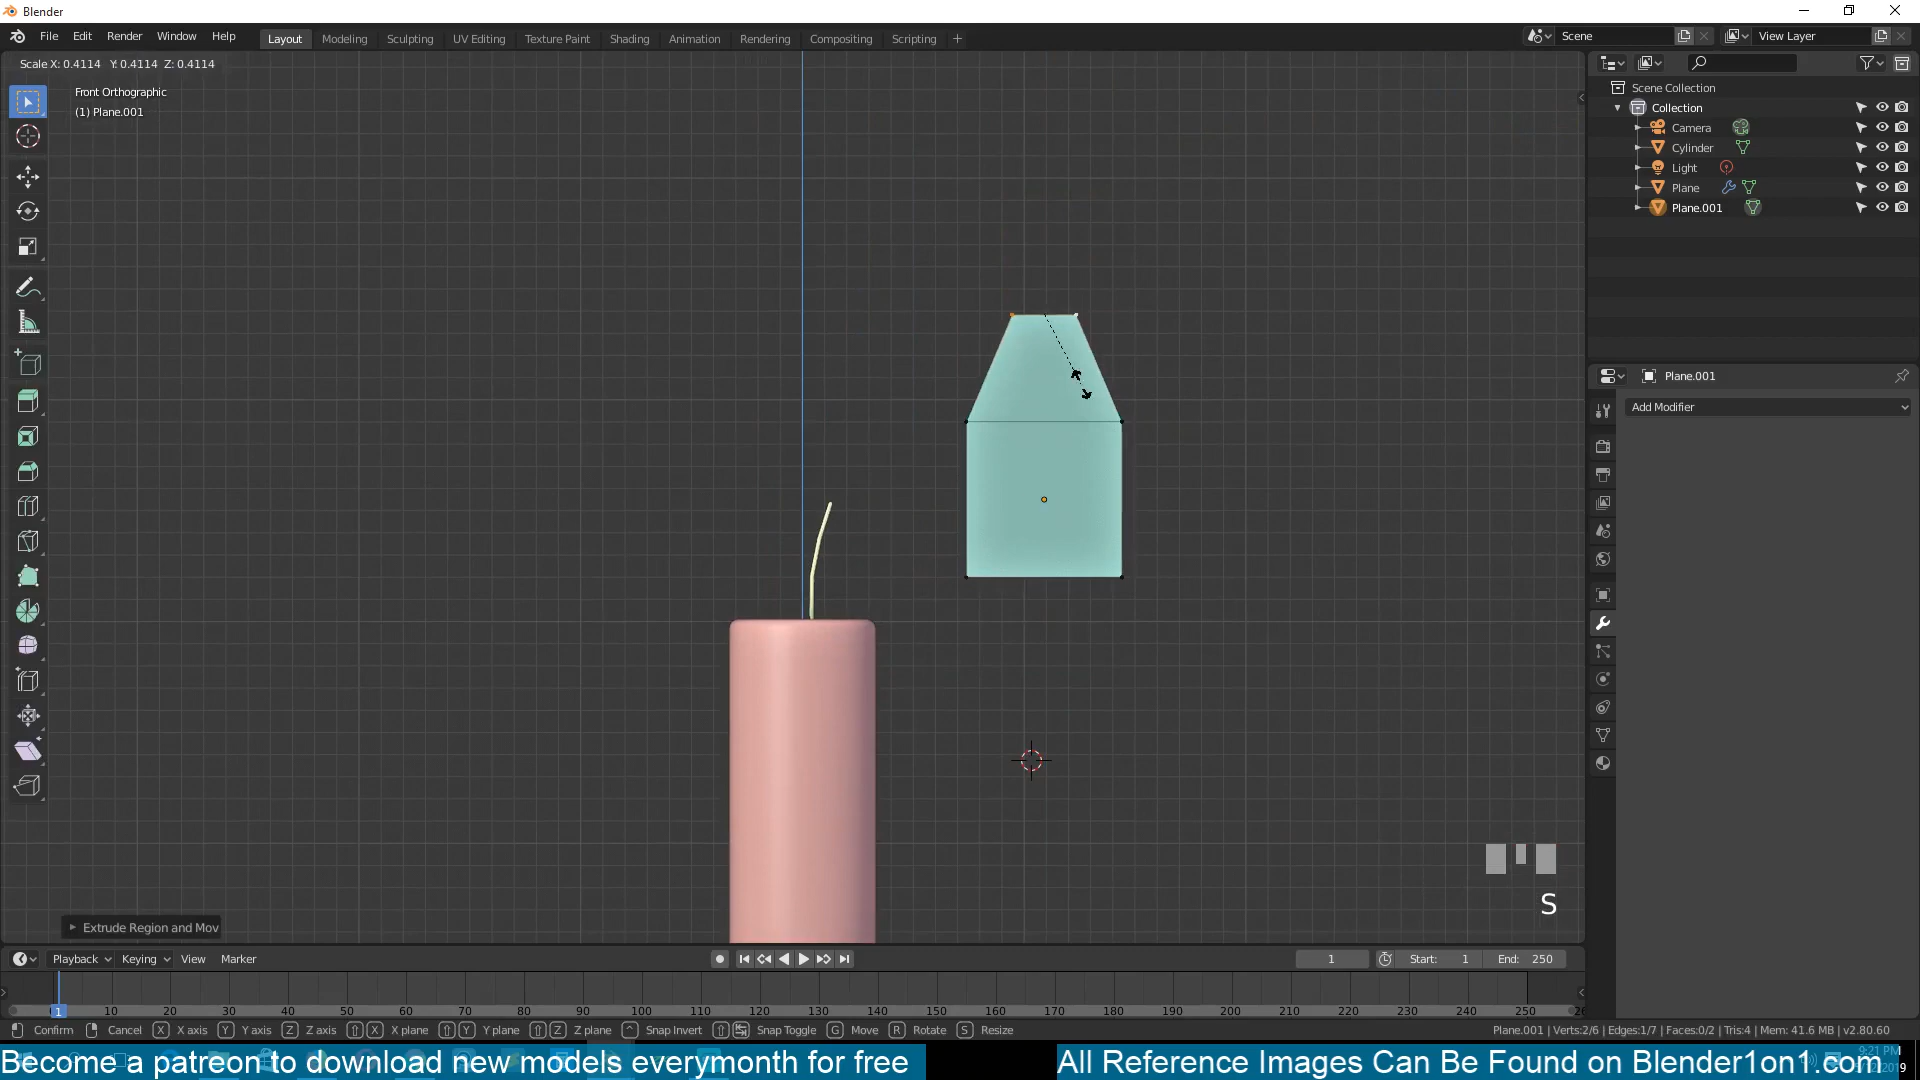 Blender
File Edit Render Window Help Layout Modeling Sculpting UV Editing Texture Paint Shading Animation Rendering Compositing Scripting + Scene View Layer
Scale X: 0.4114 Y: 0.4114 Z: 0.4114
Front Orthographic
(1) Plane.001
Scene Collection
Collection
Camera
Cylinder
Light
Plane
Plane.001
Plane.001
Add Modifier
S
Extrude Region and Mov
Playback Keying View Marker 1 Start: 1 End: 250
1 10 20 30 40 50 60 70 80 90 100 110 120 130 140 150 160 170 180 190 200 210 220 230 240 250 26
Confirm Cancel X X axis Y Y axis Z Z axis X X plane Y Y plane Z Z plane Snap Invert Snap Toggle G Move R Rotate S Resize Plane.001 | Verts:2/6 | Edges:1/7 | Faces:0/2 | Tris:4 | Mem: 41.6 MB | v2.80.60
Become a patreon to download new models everymonth for free All Reference Images Can Be Found on Blender1on1.com
9:21 PM